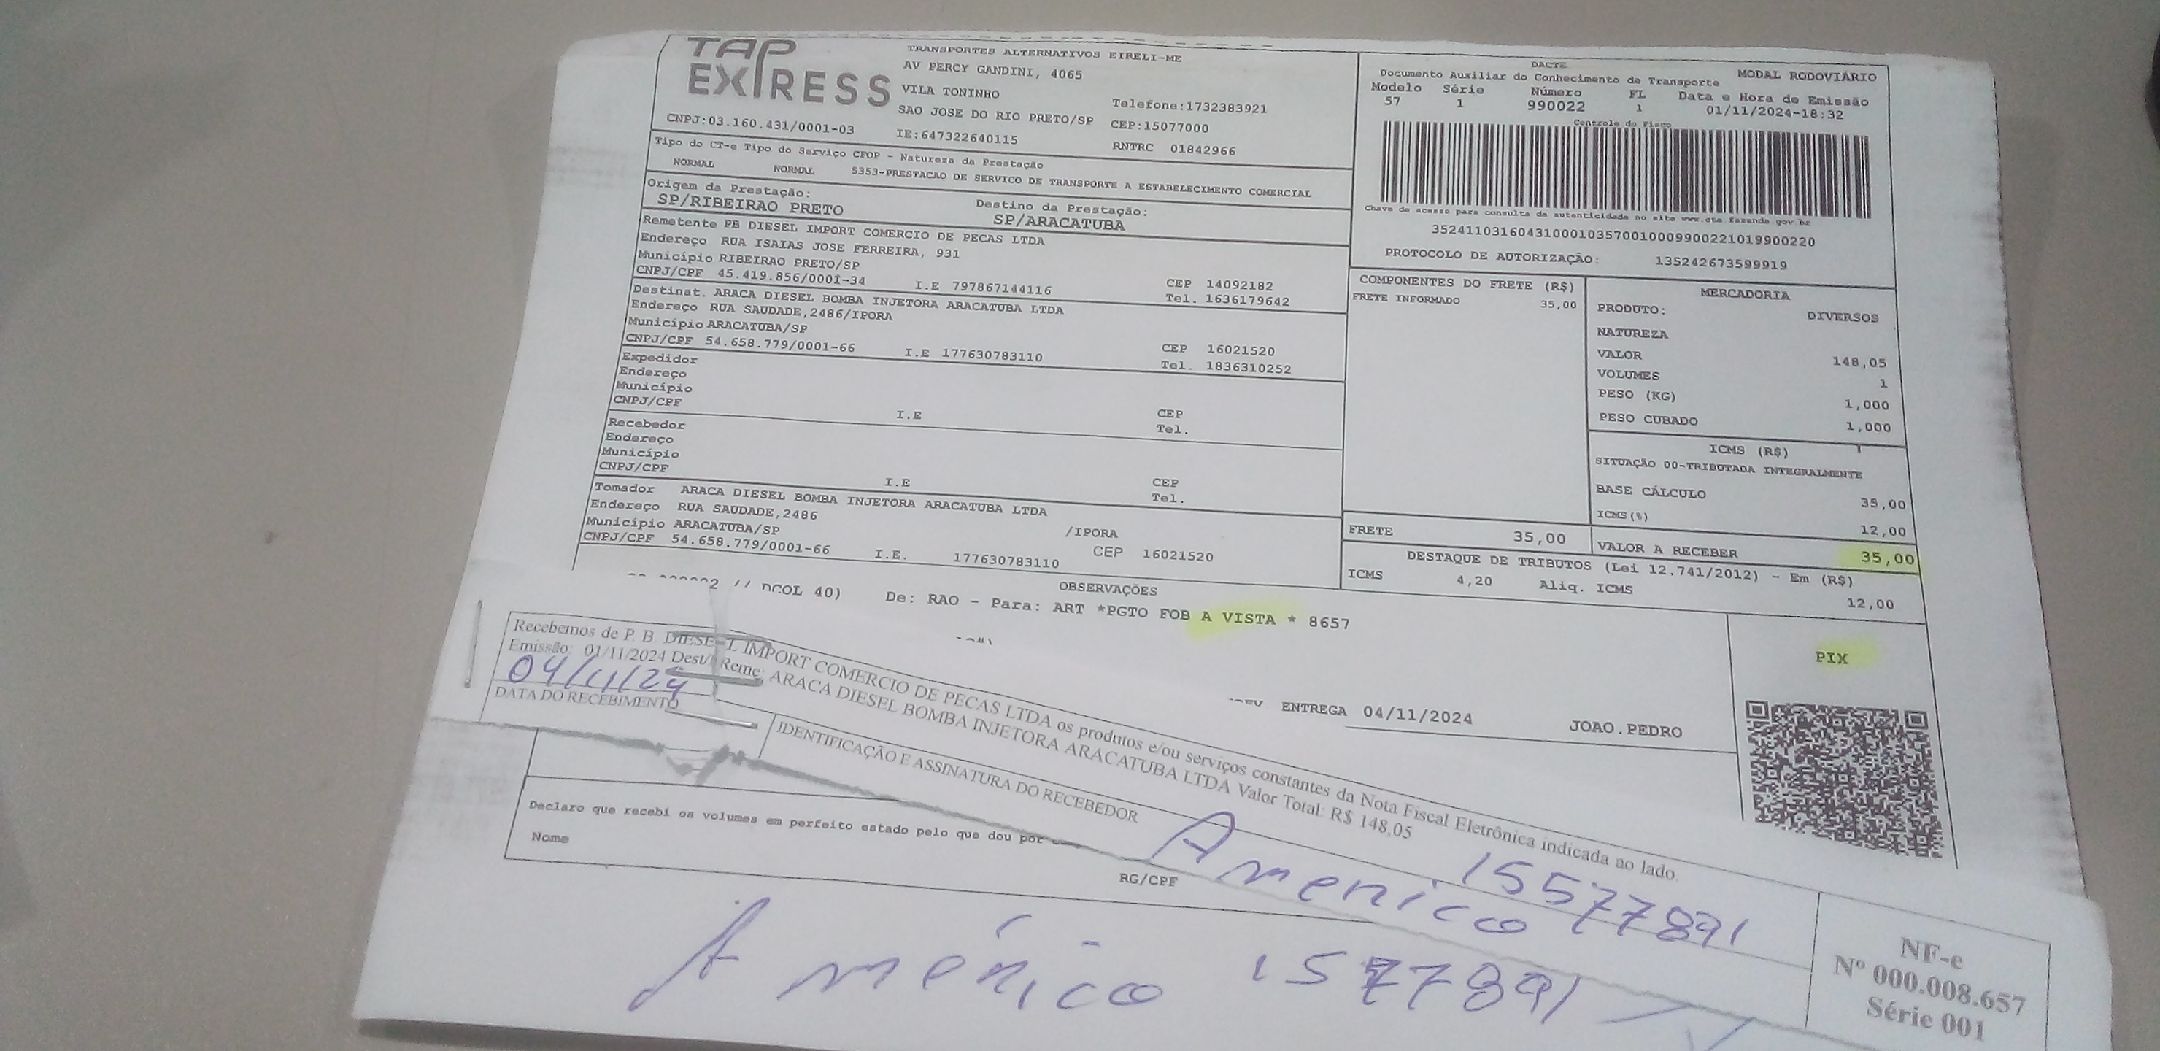 TAP EXPRESS
TRANSPORTES ALTERNATIVOS EIRELI-ME
AV PERCY GANDINI, 4065
VILA TONINHO
Telefone:1732383921
SAO JOSE DO RIO PRETO/SP CEP:15077000
CNPJ:03.160.431/0001-03 IE:647322640115 RNTRC 01842966
Tipo do CT-e Tipo do Serviço CFOP - Natureza da Prestação
NORMAL NORMAL 5353-PRESTACAO DE SERVICO DE TRANSPORTE A ESTABELECIMENTO COMERCIAL
Origem da Prestação: Destino da Prestação:
SP/RIBEIRAO PRETO SP/ARACATUBA
Remetente PB DIESEL IMPORT COMERCIO DE PECAS LTDA
Endereço RUA ISAIAS JOSE FERREIRA, 931
Município RIBEIRAO PRETO/SP CEP 14092182
CNPJ/CPF 45.419.856/0001-34 I.E 797867144116 Tel. 1636179642
Destinat. ARACA DIESEL BOMBA INJETORA ARACATUBA LTDA
Endereço RUA SAUDADE,2486/IPORA
Município ARACATUBA/SP CEP 16021520
CNPJ/CPF 54.658.779/0001-66 I.E 177630783110 Tel. 1836310252
Expedidor
Endereço
Município CEP
CNPJ/CPF I.E Tel.
Recebedor
Endereço
Município CEP
CNPJ/CPF I.E Tel.
Tomador ARACA DIESEL BOMBA INJETORA ARACATUBA LTDA
Endereço RUA SAUDADE,2486 /IPORA
Município ARACATUBA/SP CEP 16021520
CNPJ/CPF 54.658.779/0001-66 I.E. 177630783110
DACTE
Documento Auxiliar do Conhecimento de Transporte MODAL RODOVIÁRIO
Modelo Série Número FL Data e Hora de Emissão
57 1 990022 1 01/11/2024-18:32
Controle do Fisco
Chave de acesso para consulta de autenticidade no site www.cte.fazenda.gov.br
35241103160431000103570010009900221019900220
PROTOCOLO DE AUTORIZAÇÃO: 135242673599919
COMPONENTES DO FRETE (R$)
FRETE INFORMADO 35,00
MERCADORIA
PRODUTO: DIVERSOS
NATUREZA
VALOR 148,05
VOLUMES 1
PESO (KG) 1,000
PESO CUBADO 1,000
ICMS (R$)
SITUAÇÃO 00-TRIBUTADA INTEGRALMENTE
BASE CÁLCULO 35,00
ICMS(%) 12,00
FRETE 35,00 VALOR A RECEBER 35,00
DESTAQUE DE TRIBUTOS (Lei 12.741/2012) - Em (R$)
ICMS 4,20 Aliq. ICMS 12,00
OBSERVAÇÕES
// DCOL 40) De: RAO - Para: ART *PGTO FOB A VISTA * 8657
PIX
ENTREGA 04/11/2024 JOAO.PEDRO
Recebemos de P. B. DIESEL IMPORT COMERCIO DE PECAS LTDA os produtos e/ou serviços constantes da Nota Fiscal Eletrônica indicada ao lado.
Emissão: 01/11/2024 Dest/Reme: ARACA DIESEL BOMBA INJETORA ARACATUBA LTDA Valor Total: R$ 148,05
04/11/24
DATA DO RECEBIMENTO IDENTIFICAÇÃO E ASSINATURA DO RECEBEDOR
Americo 15577891
Declaro que recebi os volumes em perfeito estado pelo que dou por
Nome RG/CPF
Américo 1577891
NF-e
Nº 000.008.657
Série 001